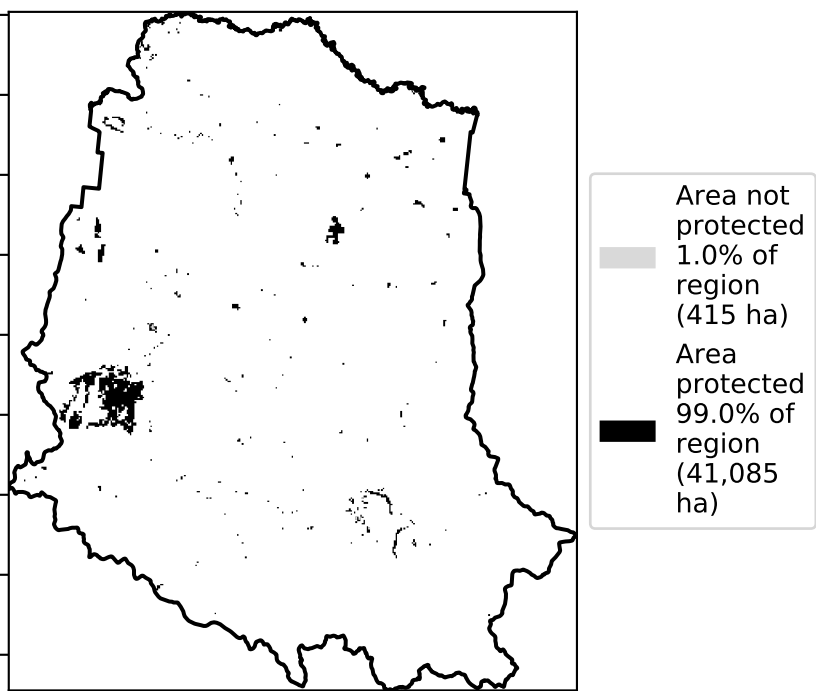 Area not
protected
1.0% of
region
(415 ha)
Area
protected
99.0% of
region
(41,085
ha)